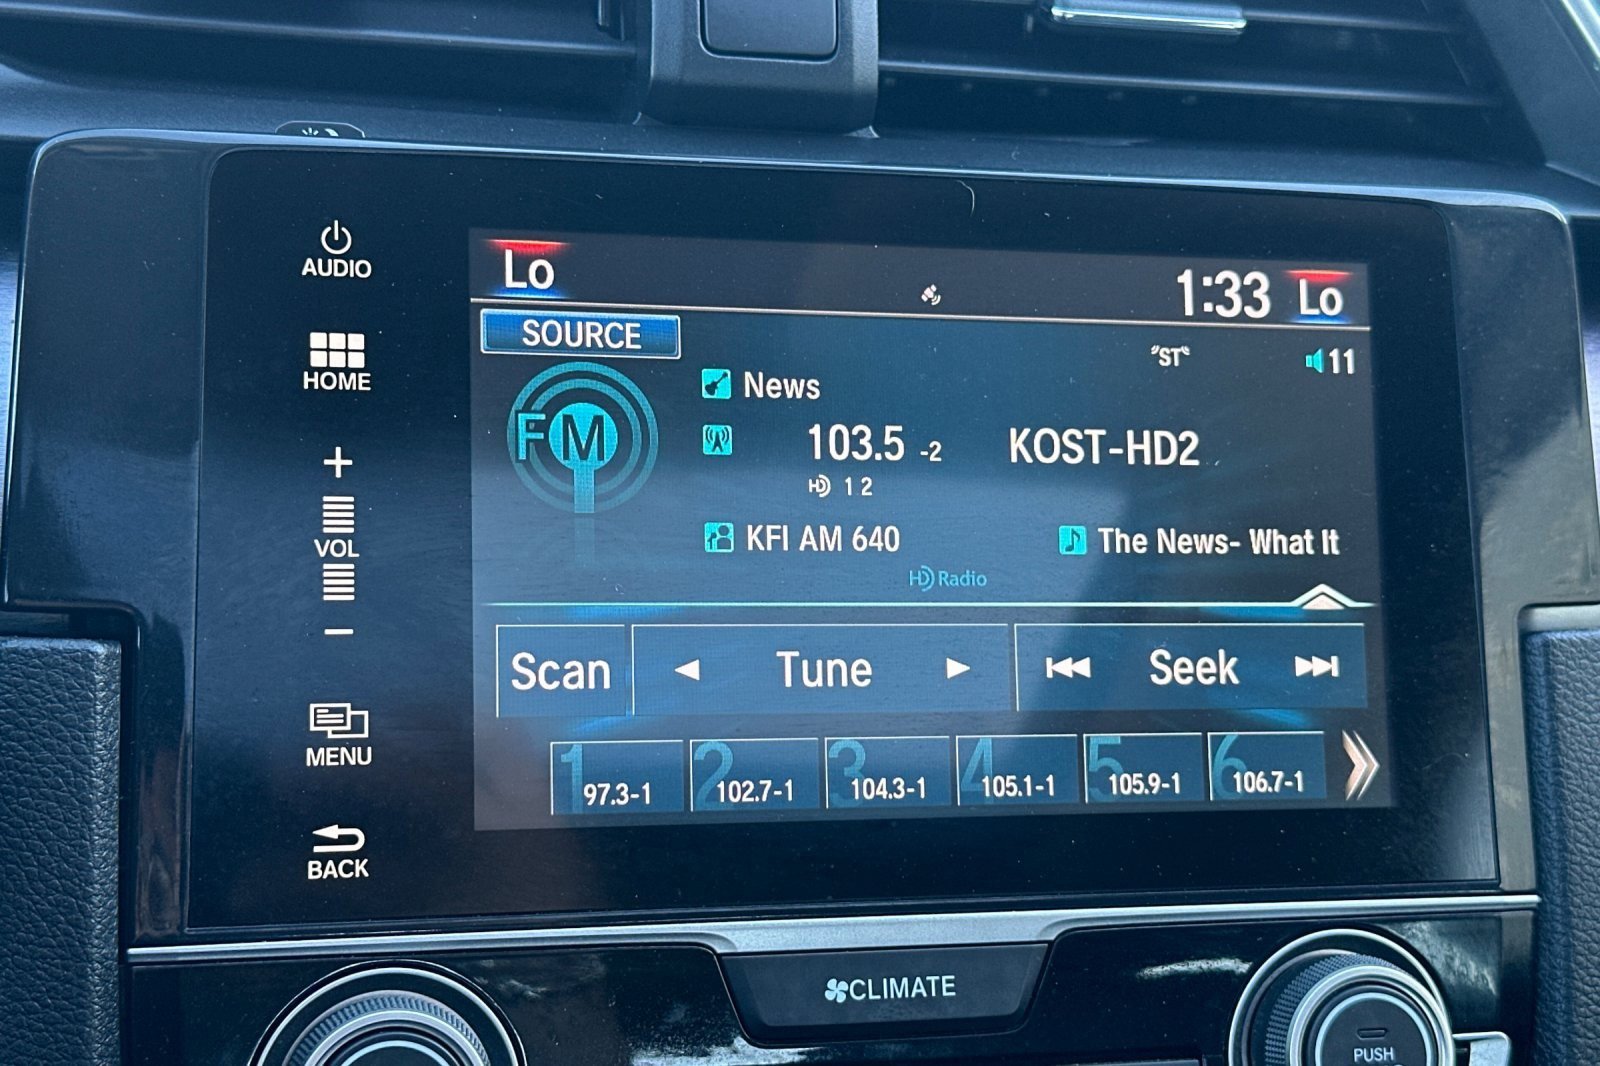 AUDIO
HOME
+
VOL
−
MENU
BACK
Lo
1:33 Lo
SOURCE
"ST"
11
FM
News
103.5 -2 KOST-HD2
HD 1 2
KFI AM 640
The News- What It
HD Radio
Scan
Tune
Seek
1 97.3-1
2 102.7-1
3 104.3-1
4 105.1-1
5 105.9-1
6 106.7-1
CLIMATE
PUSH